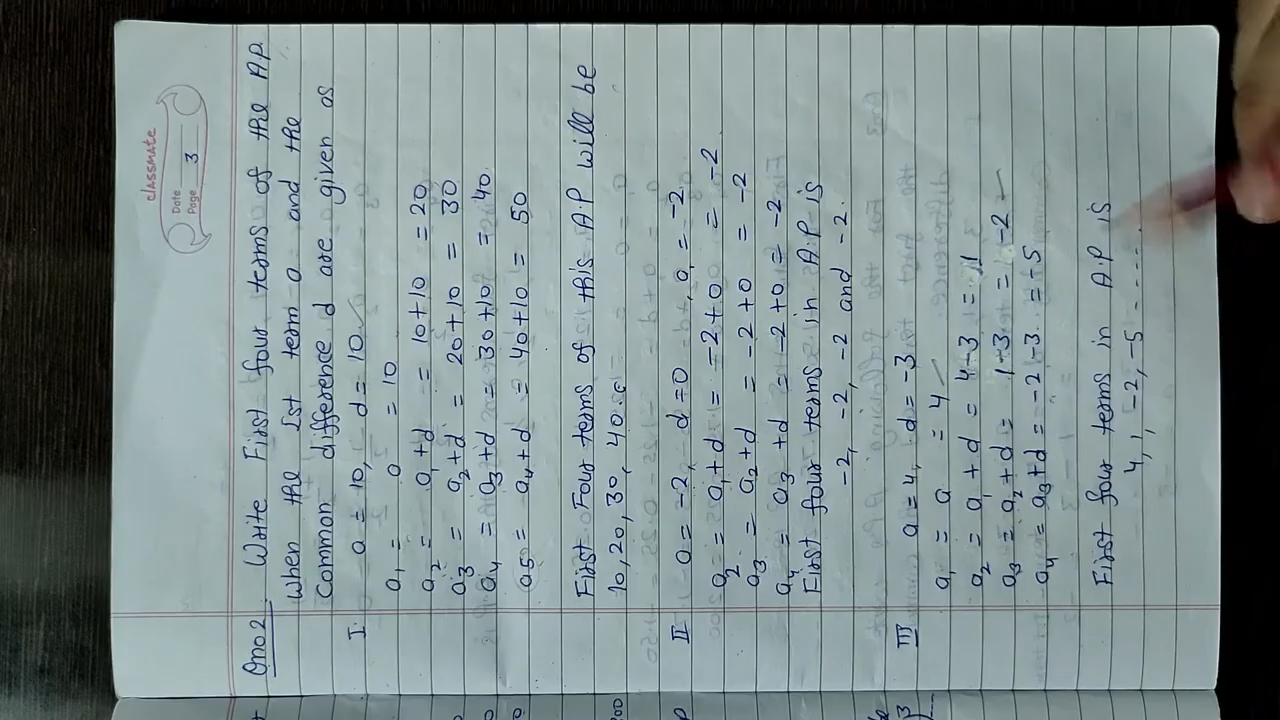 classmate
Date
Page 3
Qno2. Write First four terms of the A.P.
when the Ist term a and the
Common difference d are given as
I a = 10, d = 10
a1 = a = 10
a2 = a1+d = 10+10 = 20
a3 = a2+d = 20+10 = 30
a4 = a3+d = 30+10 = 40
a5 = a4+d = 40+10 = 50
First Four terms of this A.P will be
10, 20, 30, 40.
II a = -2, d = 0, a1 = -2
a2 = a1+d = -2+0 = -2
a3 = a2+d = -2+0 = -2
a4 = a3+d = -2+0 = -2
First four terms in A.P is
-2, -2, -2 and -2.
III a = 4, d = -3
a1 = a = 4
a2 = a1+d = 4-3 = 1
a3 = a2+d = 1-3 = -2
a4 = a3+d = -2-3 = -5
First four terms in A.P is
4, 1, -2, -5 -----